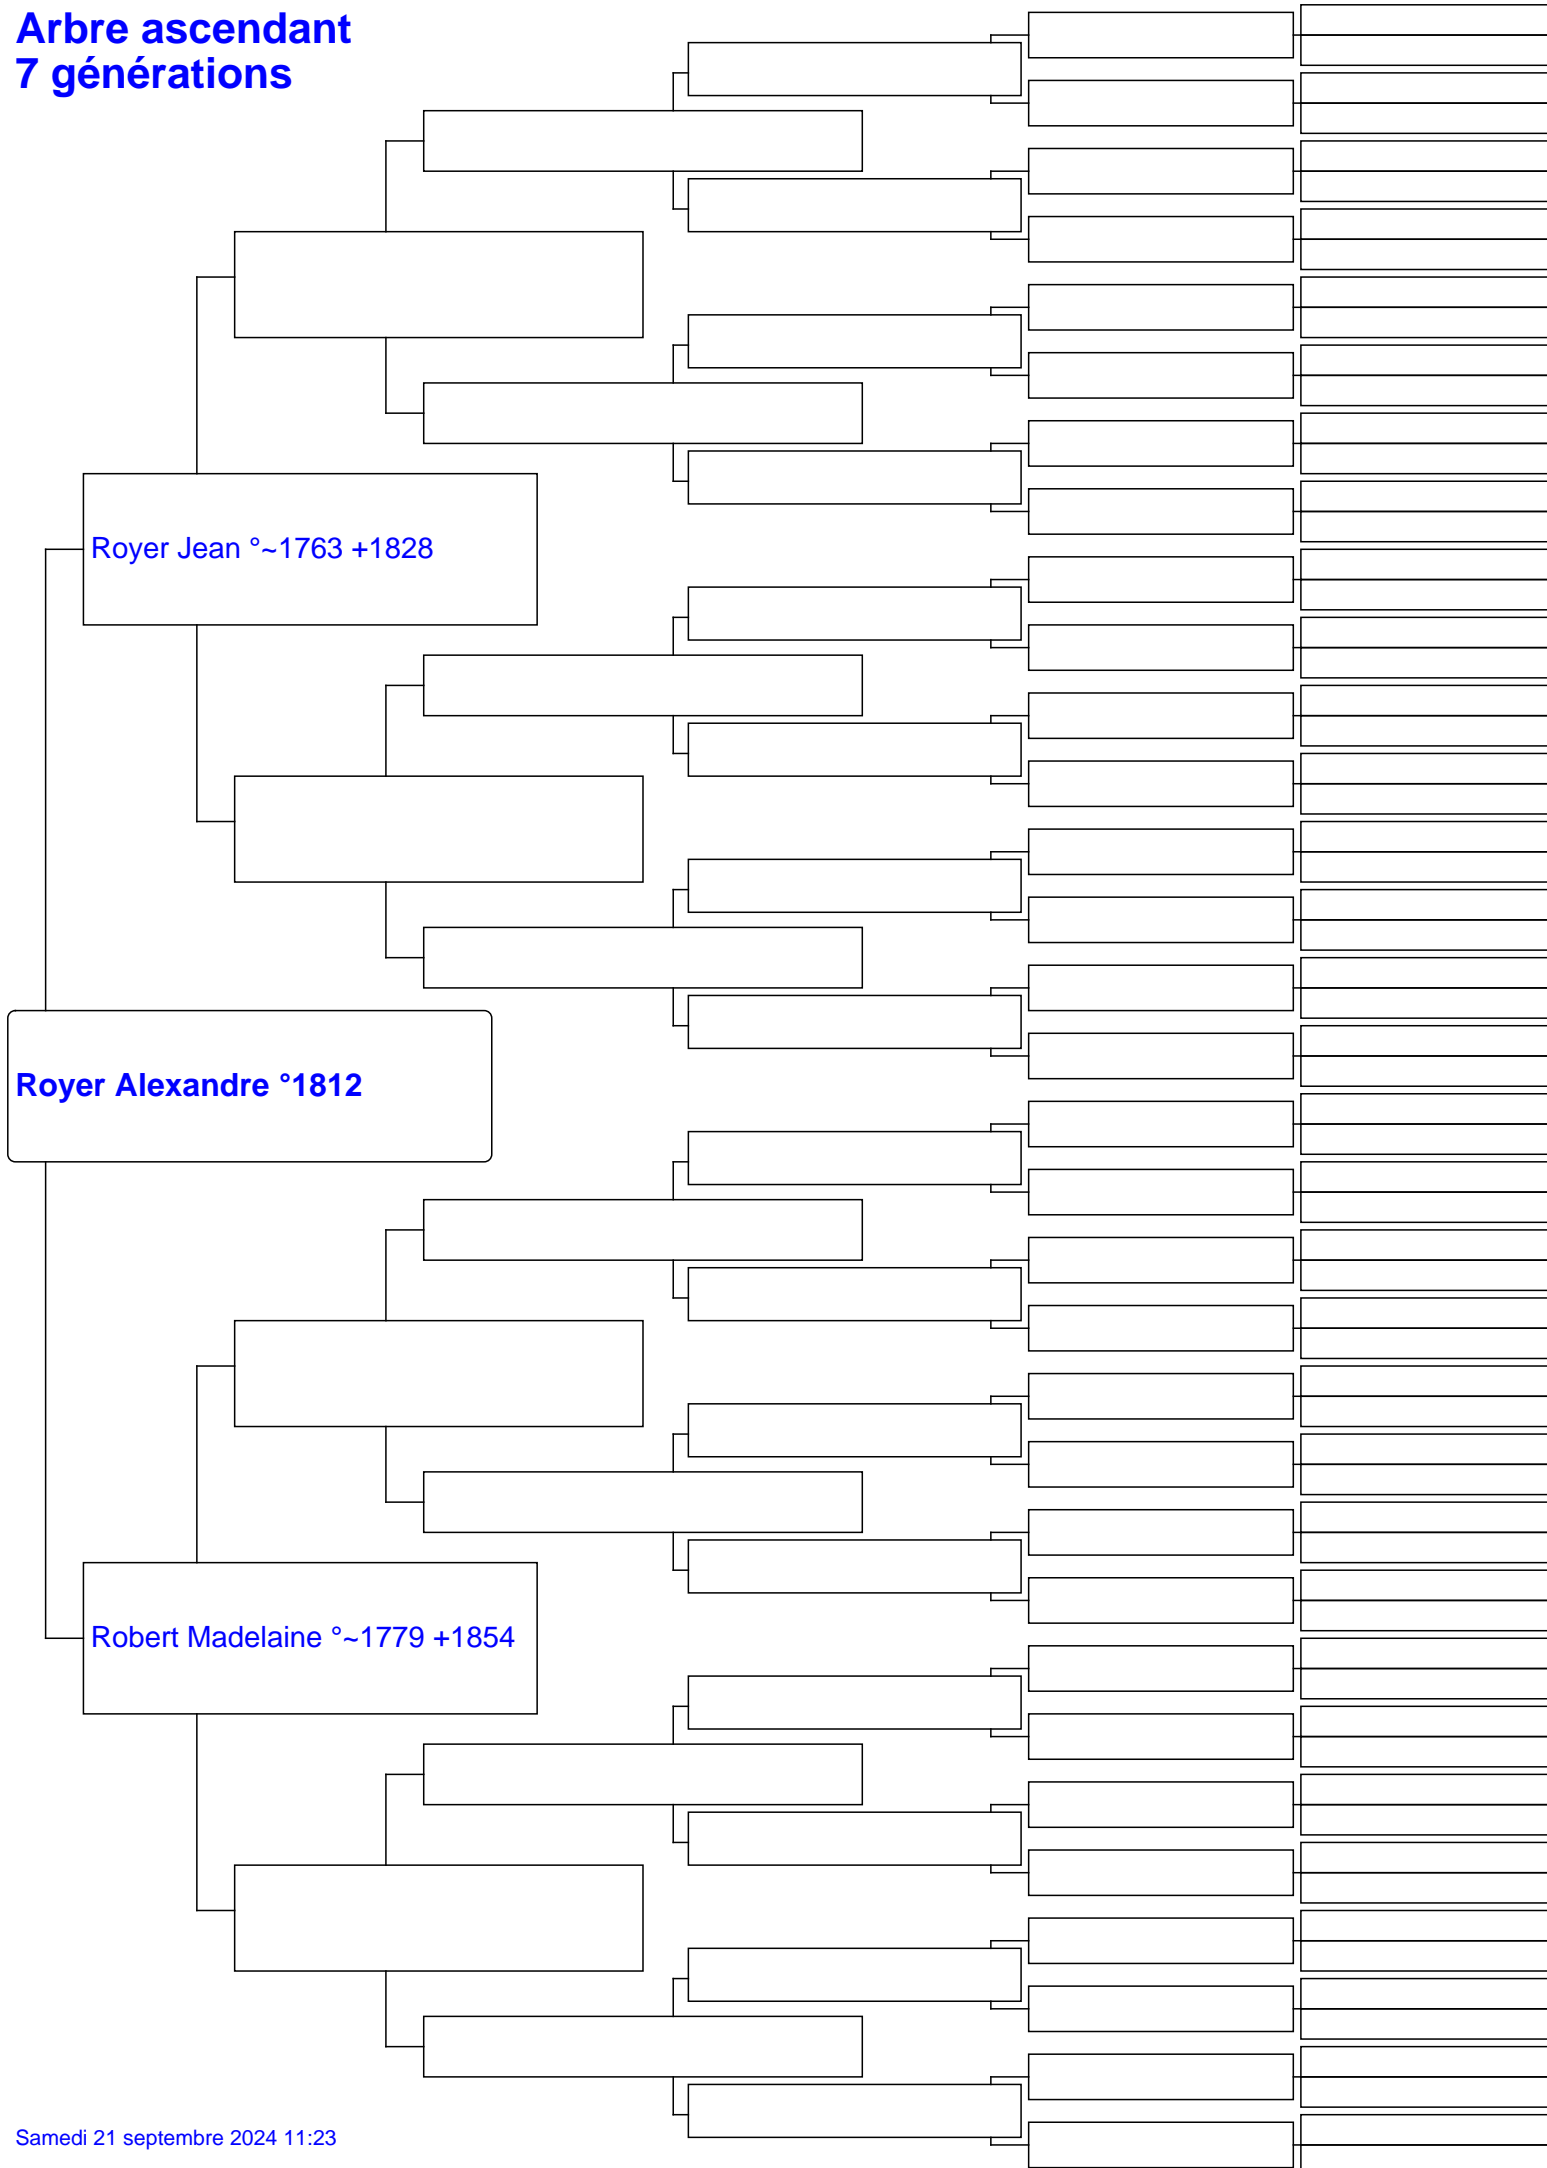 Arbre ascendant
7 générations
Royer Jean °~1763 +1828
Royer Alexandre °1812
Robert Madelaine °~1779 +1854
Samedi 21 septembre 2024 11:23